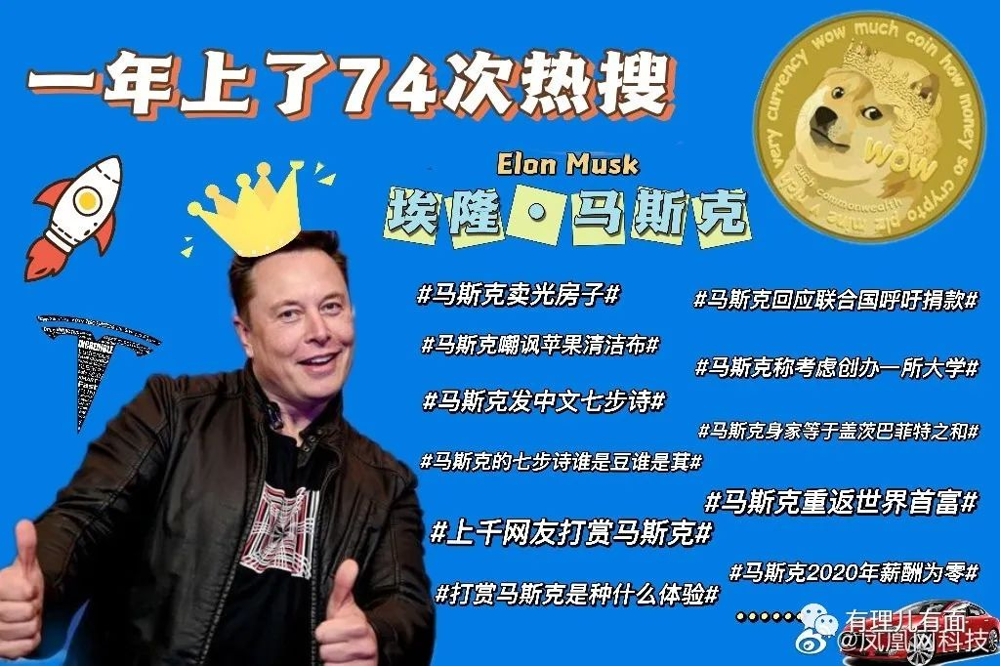 一年上了74次热搜
very currency wow much coin how money so crypto
plz mine v rich
such
commonwealth
wow
Elon Musk
埃隆·马斯克
INCREDIBLE
Fast
#马斯克卖光房子#
#马斯克嘲讽苹果清洁布#
#马斯克发中文七步诗#
#马斯克的七步诗谁是豆谁是萁#
#上千网友打赏马斯克#
#打赏马斯克是种什么体验#
#马斯克回应联合国呼吁捐款#
#马斯克称考虑创办一所大学#
#马斯克身家等于盖茨巴菲特之和#
#马斯克重返世界首富#
#马斯克2020年薪酬为零#
……
有理儿有面
@凤凰网科技